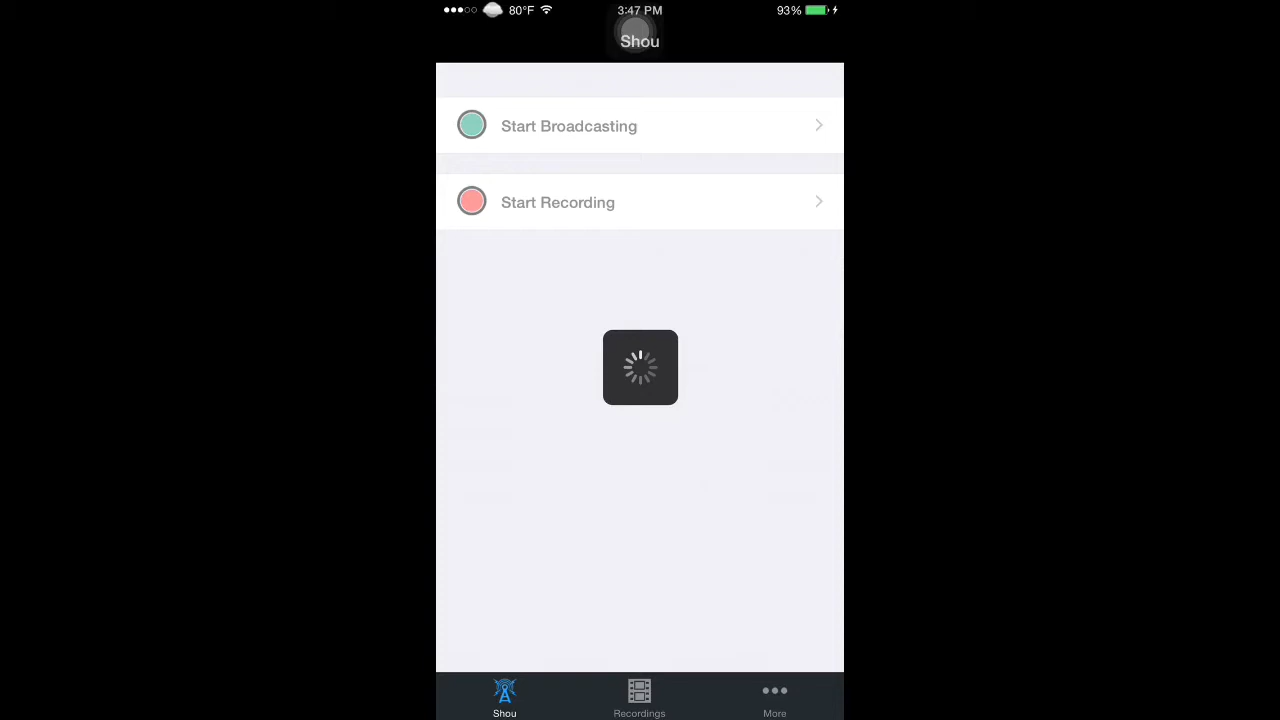 80°F 3:47 PM 93%
Shou
Start Broadcasting
Start Recording
Shou Recordings More